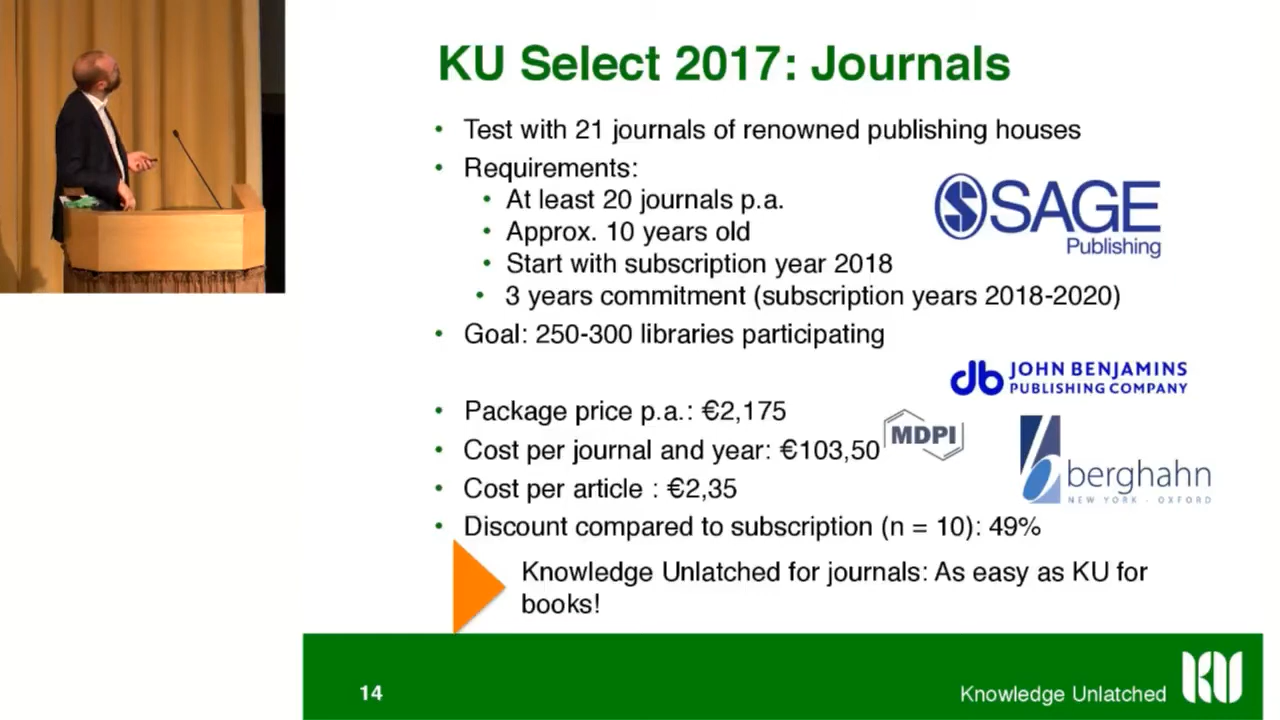 KU Select 2017: Journals
• Test with 21 journals of renowned publishing houses
• Requirements:
• At least 20 journals p.a.
• Approx. 10 years old
• Start with subscription year 2018
• 3 years commitment (subscription years 2018-2020)
• Goal: 250-300 libraries participating
SAGE
Publishing
JOHN BENJAMINS
PUBLISHING COMPANY
• Package price p.a.: €2,175
• Cost per journal and year: €103,50
MDPI
• Cost per article : €2,35
berghahn
NEW YORK · OXFORD
• Discount compared to subscription (n = 10): 49%
Knowledge Unlatched for journals: As easy as KU for
books!
14
Knowledge Unlatched
KU